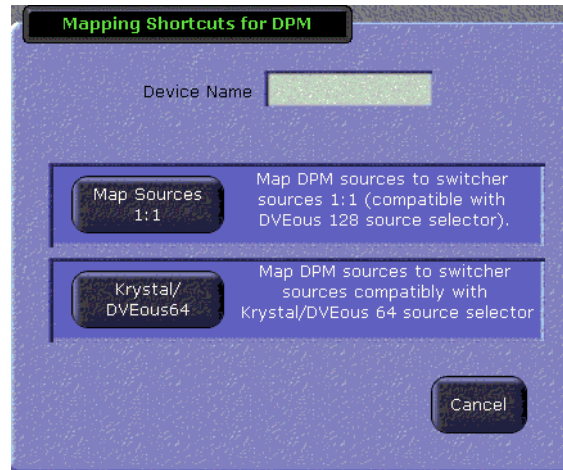 Mapping Shortcuts for DPM
Device Name
Map Sources
1:1
Map DPM sources to switcher
sources 1:1 (compatible with
DVEous 128 source selector).
Krystal/
DVEous64
Map DPM sources to switcher
sources compatibly with
Krystal/DVEous 64 source selector
Cancel